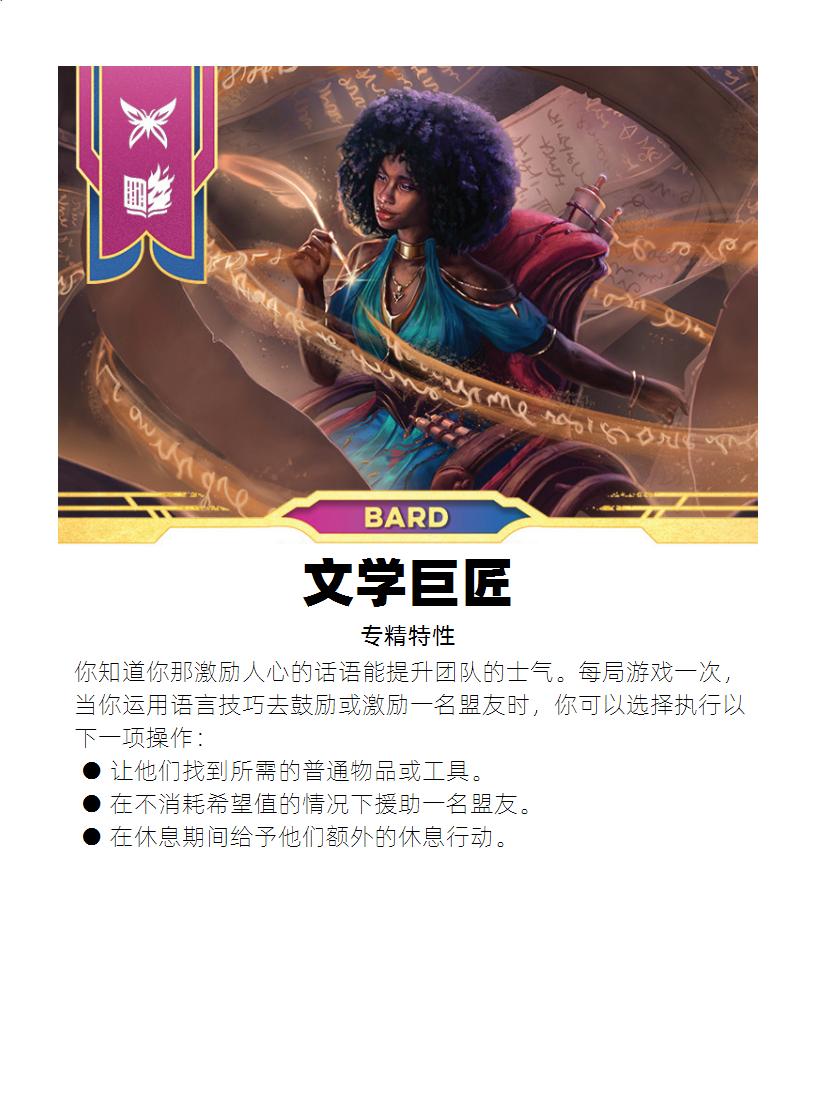 BARD
文学巨匠
专精特性
你知道你那激励人心的话语能提升团队的士气。每局游戏一次，
当你运用语言技巧去鼓励或激励一名盟友时，你可以选择执行以
下一项操作：
● 让他们找到所需的普通物品或工具。
● 在不消耗希望值的情况下援助一名盟友。
● 在休息期间给予他们额外的休息行动。